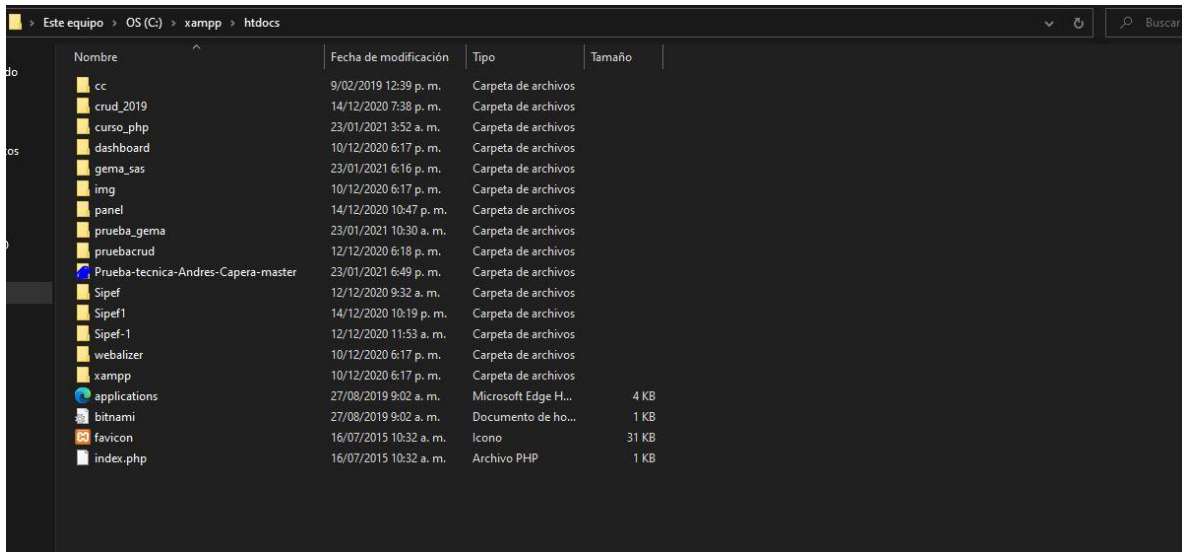 Este equipo > OS (C:) > xampp > htdocs
Buscar
Nombre Fecha de modificación Tipo Tamaño
do
cc 9/02/2019 12:39 p. m. Carpeta de archivos
crud_2019 14/12/2020 7:38 p. m. Carpeta de archivos
curso_php 23/01/2021 3:52 a. m. Carpeta de archivos
tos
dashboard 10/12/2020 6:17 p. m. Carpeta de archivos
gema_sas 23/01/2021 6:16 p. m. Carpeta de archivos
img 10/12/2020 6:17 p. m. Carpeta de archivos
panel 14/12/2020 10:47 p. m. Carpeta de archivos
prueba_gema 23/01/2021 10:30 a. m. Carpeta de archivos
pruebacrud 12/12/2020 6:18 p. m. Carpeta de archivos
Prueba-tecnica-Andres-Capera-master 23/01/2021 6:49 p. m. Carpeta de archivos
Sipef 12/12/2020 9:32 a. m. Carpeta de archivos
Sipef1 14/12/2020 10:19 p. m. Carpeta de archivos
Sipef-1 12/12/2020 11:53 a. m. Carpeta de archivos
webalizer 10/12/2020 6:17 p. m. Carpeta de archivos
xampp 10/12/2020 6:17 p. m. Carpeta de archivos
applications 27/08/2019 9:02 a. m. Microsoft Edge H... 4 KB
bitnami 27/08/2019 9:02 a. m. Documento de ho... 1 KB
favicon 16/07/2015 10:32 a. m. Icono 31 KB
index.php 16/07/2015 10:32 a. m. Archivo PHP 1 KB